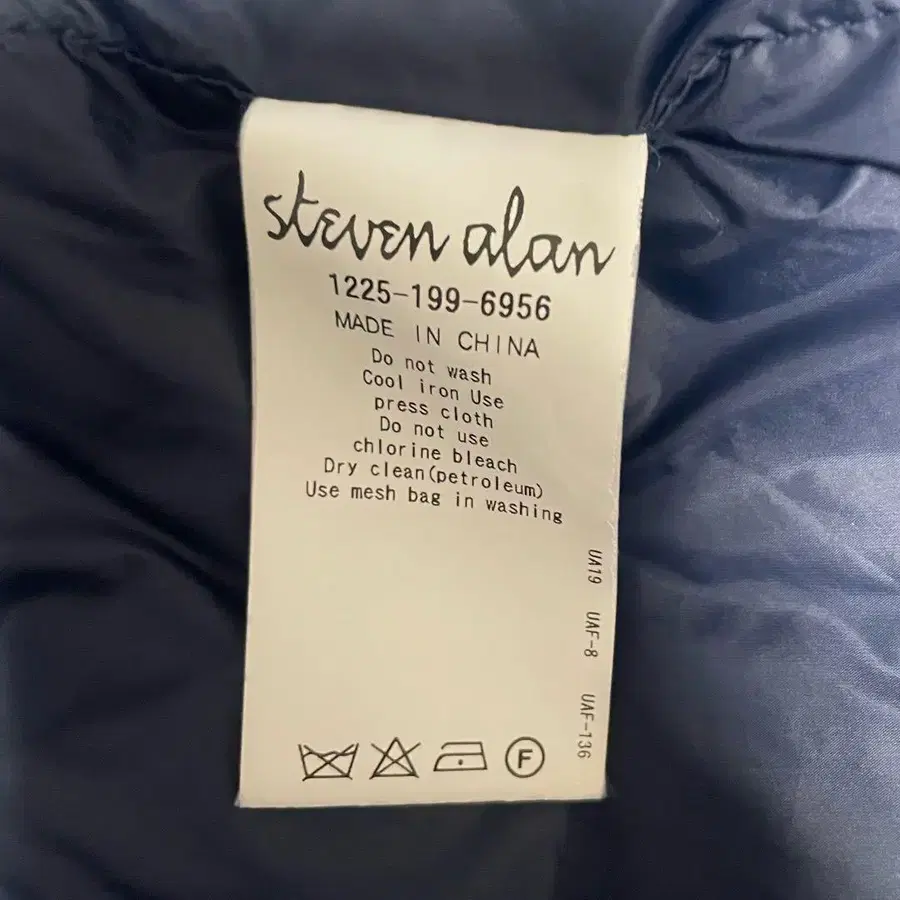 steven alan
1225-199-6956
MADE IN CHINA
Do not wash
Cool iron Use
press cloth
Do not use
chlorine bleach
Dry clean(petroleum)
Use mesh bag in washing
UA19 UAF-8 UAF-136
F